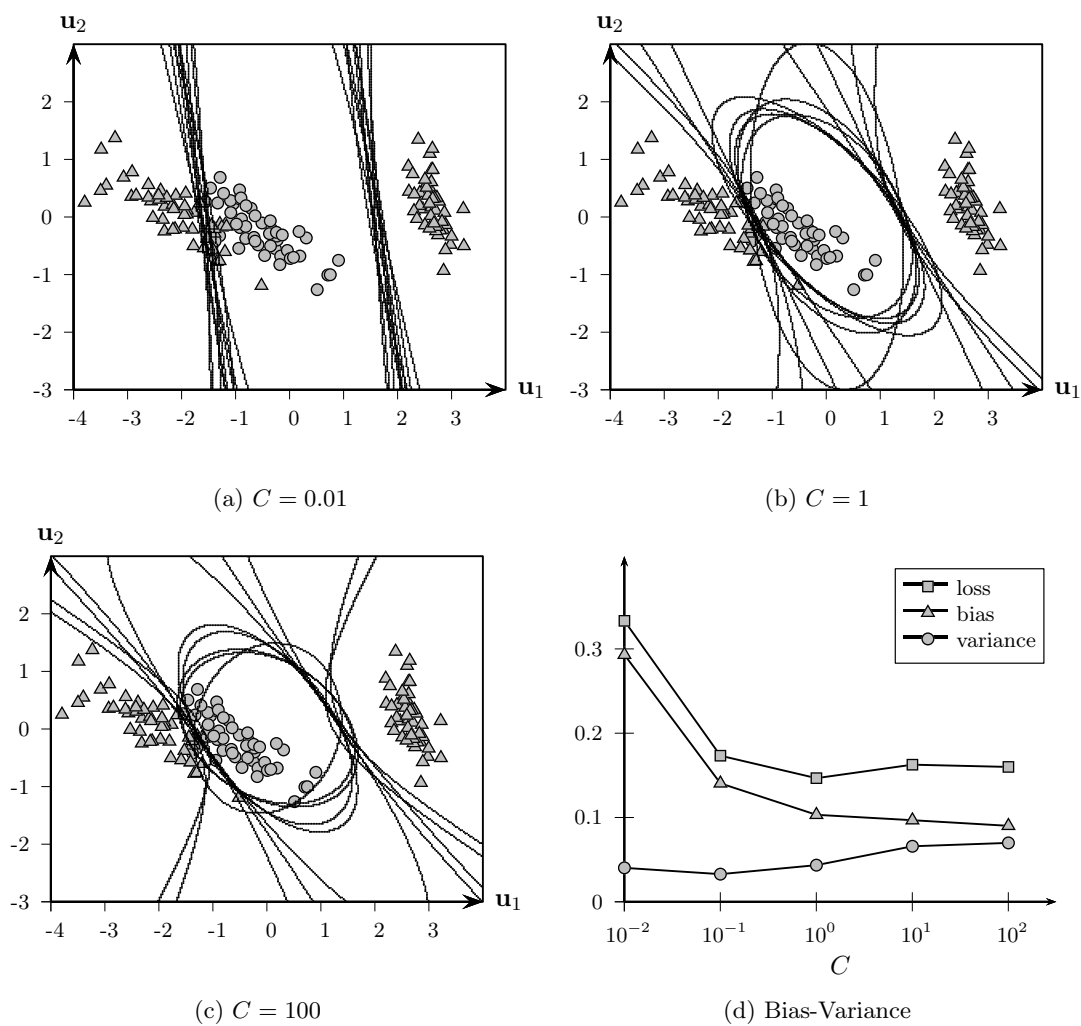 u2
2
1
0
-1
-2
-3
-4 -3 -2 -1 0 1 2 3
u1
(a) C = 0.01
u2
2
1
0
-1
-2
-3
-4 -3 -2 -1 0 1 2 3
u1
(b) C = 1
u2
2
1
0
-1
-2
-3
-4 -3 -2 -1 0 1 2 3
u1
(c) C = 100
loss
bias
variance
0.3
0.2
0.1
0
10^-2 10^-1 10^0 10^1 10^2
C
(d) Bias-Variance